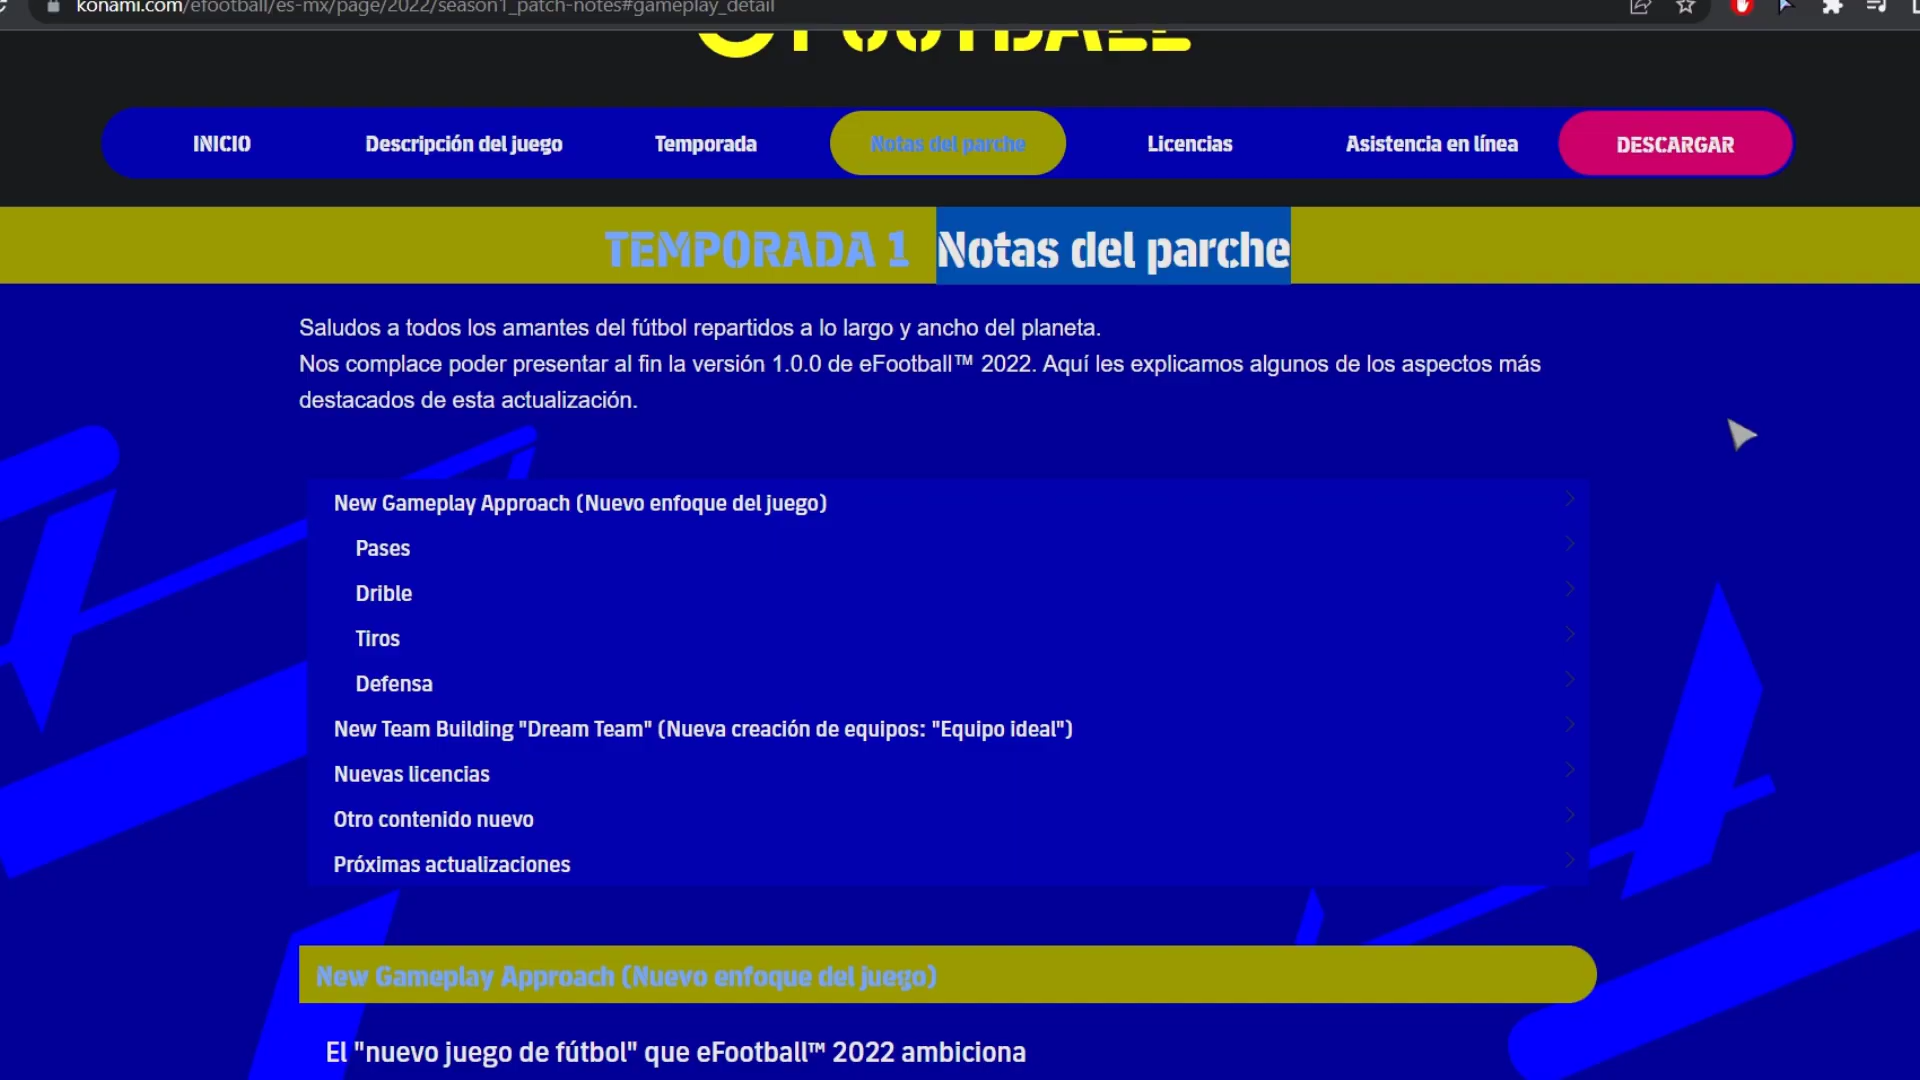 konami.com/efootball/es-mx/page/2022/season1_patch-notes#gameplay_detail
eFOOTBALL
INICIO
Descripción del juego
Temporada
Notas del parche
Licencias
Asistencia en línea
DESCARGAR
TEMPORADA 1 Notas del parche
Saludos a todos los amantes del fútbol repartidos a lo largo y ancho del planeta.
Nos complace poder presentar al fin la versión 1.0.0 de eFootball™ 2022. Aquí les explicamos algunos de los aspectos más
destacados de esta actualización.
New Gameplay Approach (Nuevo enfoque del juego)
Pases
Drible
Tiros
Defensa
New Team Building "Dream Team" (Nueva creación de equipos: "Equipo ideal")
Nuevas licencias
Otro contenido nuevo
Próximas actualizaciones
New Gameplay Approach (Nuevo enfoque del juego)
El "nuevo juego de fútbol" que eFootball™ 2022 ambiciona